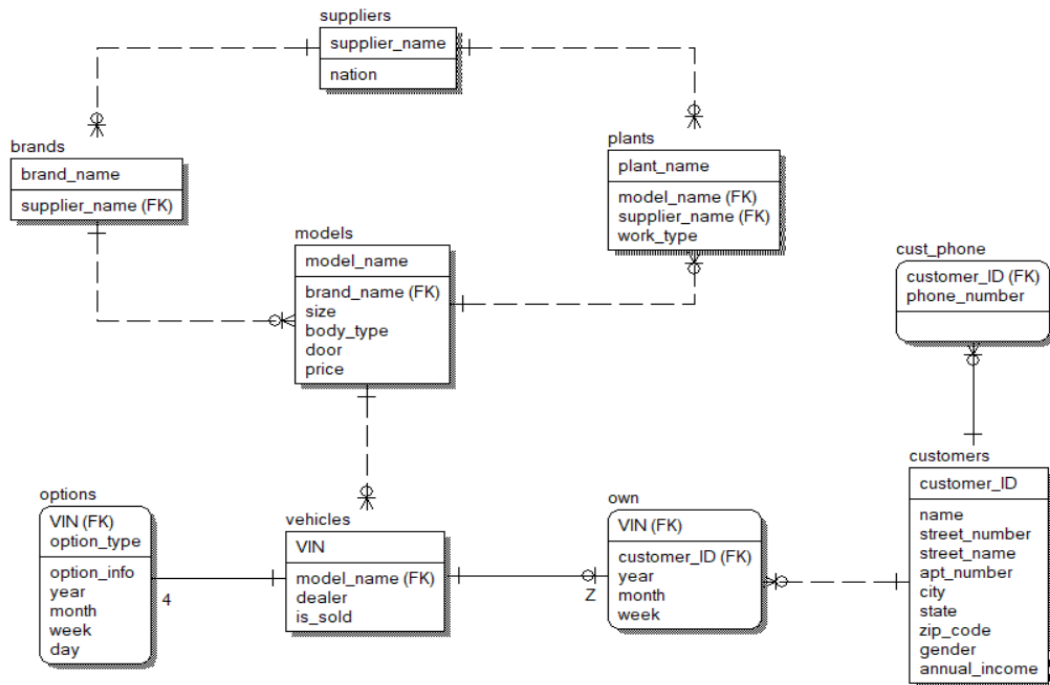 suppliers
supplier_name
nation
brands
brand_name
supplier_name (FK)
plants
plant_name
model_name (FK)
supplier_name (FK)
work_type
models
model_name
brand_name (FK)
size
body_type
door
price
cust_phone
customer_ID (FK)
phone_number
options
VIN (FK)
option_type
option_info
year
month
week
day
4
vehicles
VIN
model_name (FK)
dealer
is_sold
own
VIN (FK)
customer_ID (FK)
year
month
week
Z
customers
customer_ID
name
street_number
street_name
apt_number
city
state
zip_code
gender
annual_income